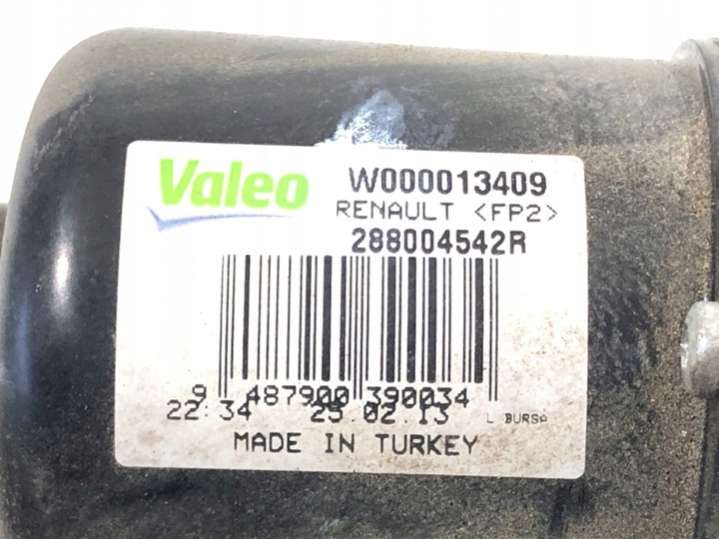 Valeo
W000013409
RENAULT <FP2>
288004542R
9 487900 390034
22:34 25.02.13 L BURSA
MADE IN TURKEY